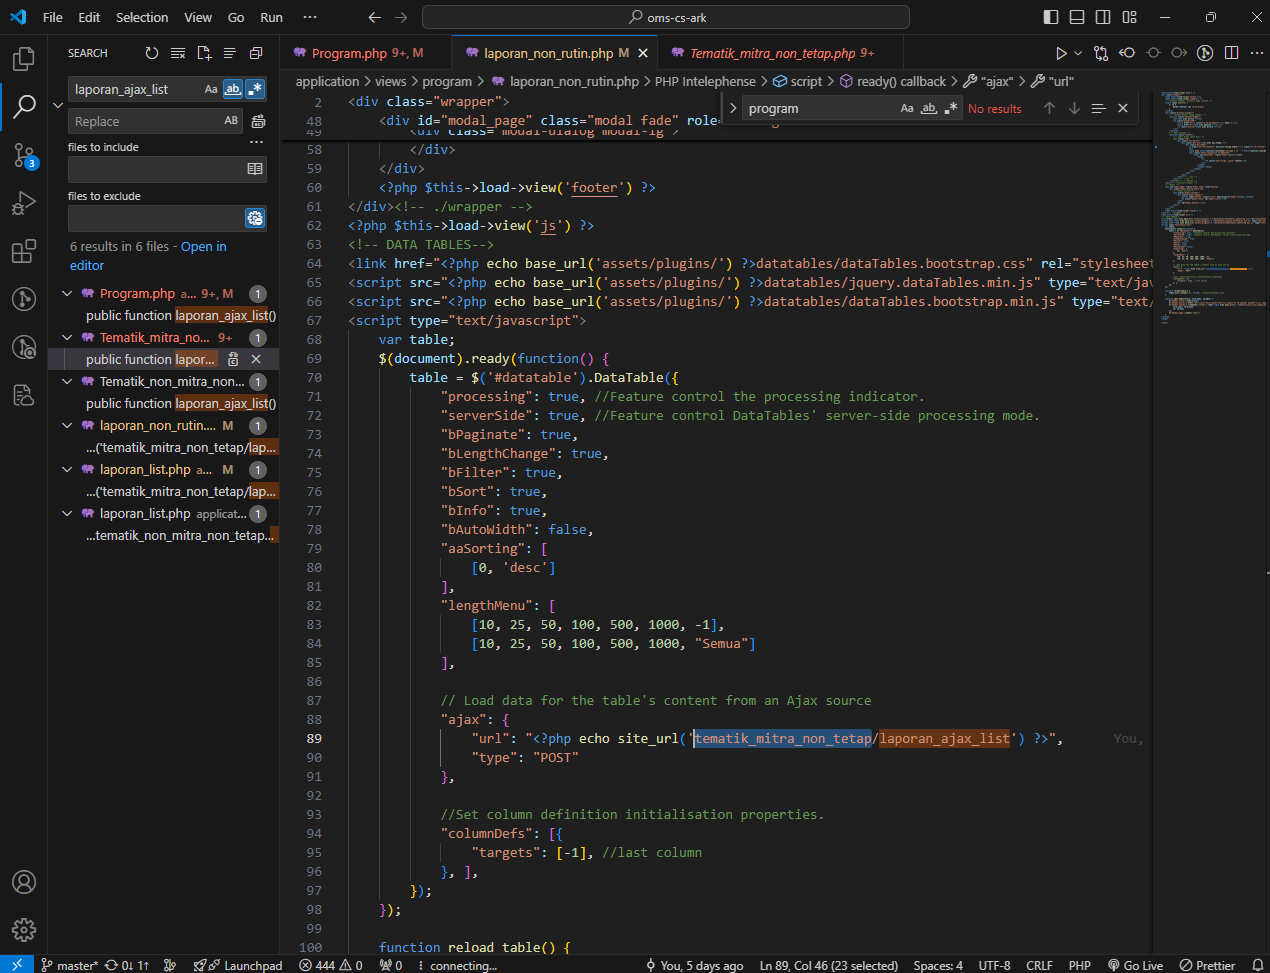 File Edit Selection View Go Run ··· oms-cs-ark
SEARCH
laporan_ajax_list Aa ab .*
Replace AB
files to include
files to exclude
6 results in 6 files - Open in
editor
Program.php a... 9+, M 1
public function laporan_ajax_list()
Tematik_mitra_no... 9+ 1
public function lapor...
Tematik_non_mitra_non... 1
public function laporan_ajax_list()
laporan_non_rutin.... M 1
...('tematik_mitra_non_tetap/lap...
laporan_list.php a... M 1
...('tematik_mitra_non_tetap/lap...
laporan_list.php applicat... 1
...tematik_non_mitra_non_tetap...
3
Program.php 9+, M laporan_non_rutin.php M Tematik_mitra_non_tetap.php 9+
application > views > program > laporan_non_rutin.php > PHP Intelephense > script > ready() callback > "ajax" > "url"
program Aa ab .* No results
2 <div class="wrapper">
48 <div id="modal_page" class="modal fade" role=
49 <div class="modal-dialog modal-lg">
58 </div>
59 </div>
60 <?php $this->load->view('footer') ?>
61 </div><!-- ./wrapper -->
62 <?php $this->load->view('js') ?>
63 <!-- DATA TABLES-->
64 <link href="<?php echo base_url('assets/plugins/') ?>datatables/dataTables.bootstrap.css" rel="stylesheet
65 <script src="<?php echo base_url('assets/plugins/') ?>datatables/jquery.dataTables.min.js" type="text/jav
66 <script src="<?php echo base_url('assets/plugins/') ?>datatables/dataTables.bootstrap.min.js" type="text/
67 <script type="text/javascript">
68 var table;
69 $(document).ready(function() {
70 table = $('#datatable').DataTable({
71 "processing": true, //Feature control the processing indicator.
72 "serverSide": true, //Feature control DataTables' server-side processing mode.
73 "bPaginate": true,
74 "bLengthChange": true,
75 "bFilter": true,
76 "bSort": true,
77 "bInfo": true,
78 "bAutoWidth": false,
79 "aaSorting": [
80 [0, 'desc']
81 ],
82 "lengthMenu": [
83 [10, 25, 50, 100, 500, 1000, -1],
84 [10, 25, 50, 100, 500, 1000, "Semua"]
85 ],
86
87 // Load data for the table's content from an Ajax source
88 "ajax": {
89 "url": "<?php echo site_url('tematik_mitra_non_tetap/laporan_ajax_list') ?>", You,
90 "type": "POST"
91 },
92
93 //Set column definition initialisation properties.
94 "columnDefs": [{
95 "targets": [-1], //last column
96 }, ],
97 });
98 });
99
100 function reload_table() {
master* 0↓ 1↑ Launchpad 444 0 0 connecting... You, 5 days ago Ln 89, Col 46 (23 selected) Spaces: 4 UTF-8 CRLF PHP Go Live Prettier